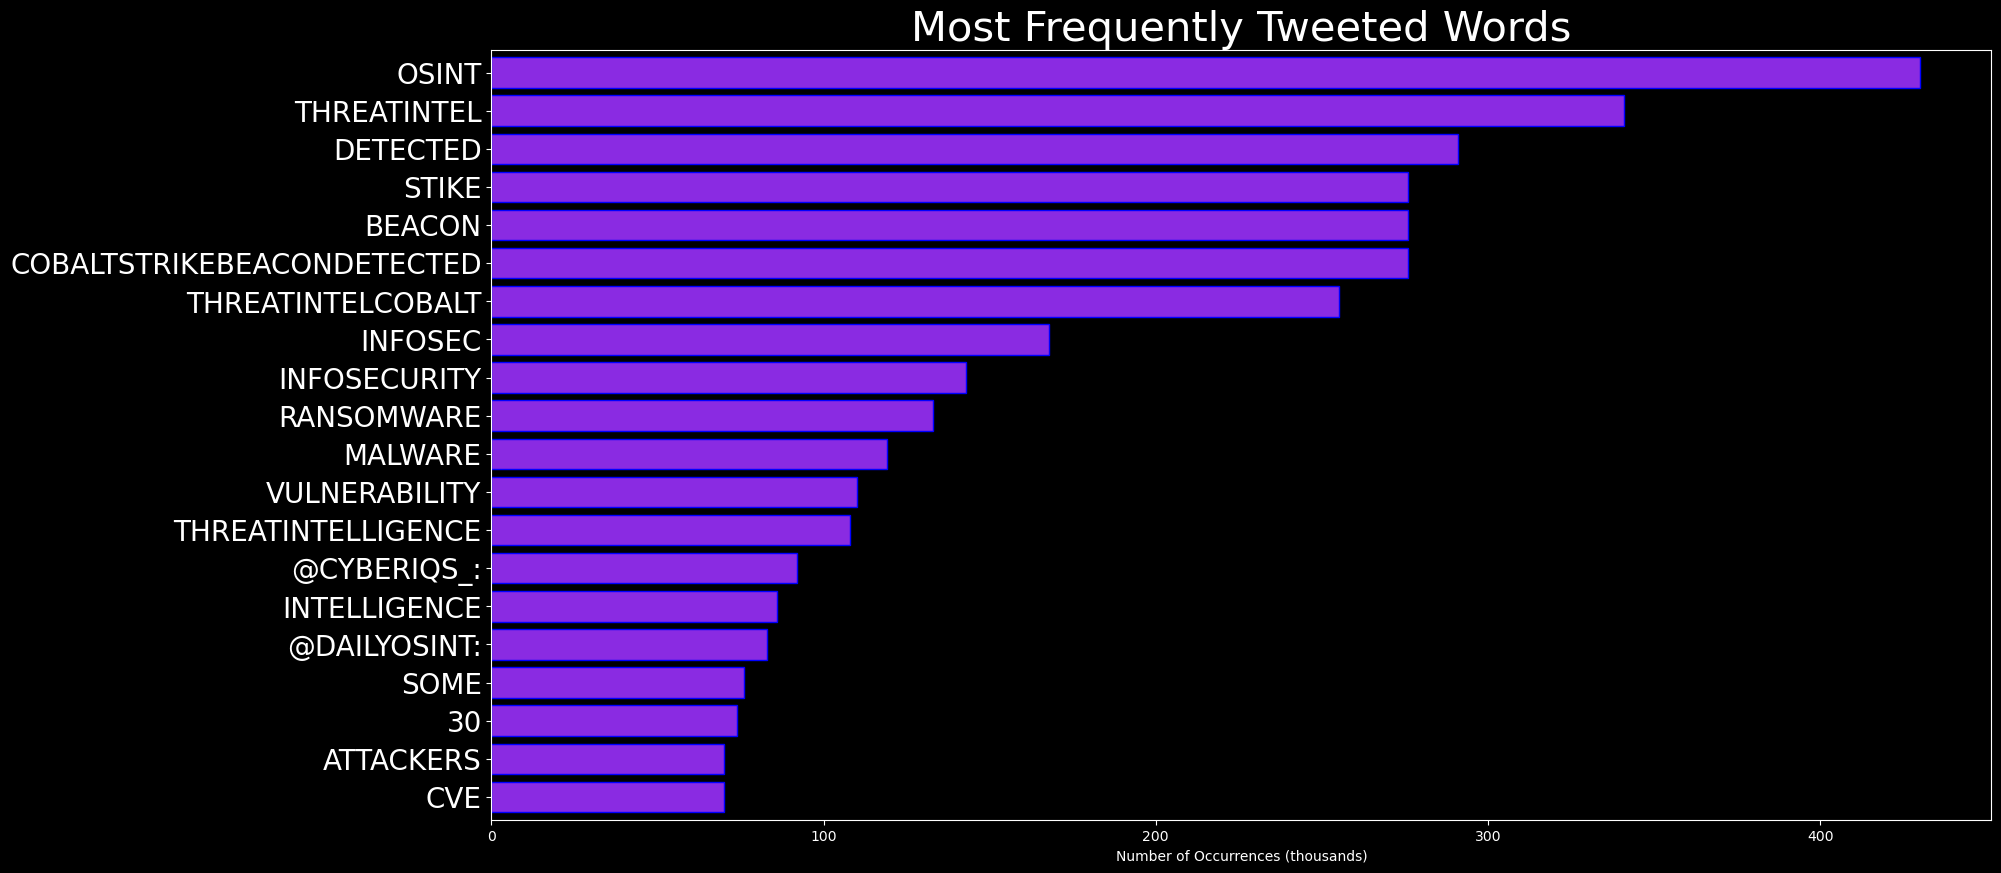 Most Frequently Tweeted Words
OSINT
THREATINTEL
DETECTED
STIKE
BEACON
COBALTSTRIKEBEACONDETECTED
THREATINTELCOBALT
INFOSEC
INFOSECURITY
RANSOMWARE
MALWARE
VULNERABILITY
THREATINTELLIGENCE
@CYBERIQS_:
INTELLIGENCE
@DAILYOSINT:
SOME
30
ATTACKERS
CVE
0 100 200 300 400
Number of Occurrences (thousands)